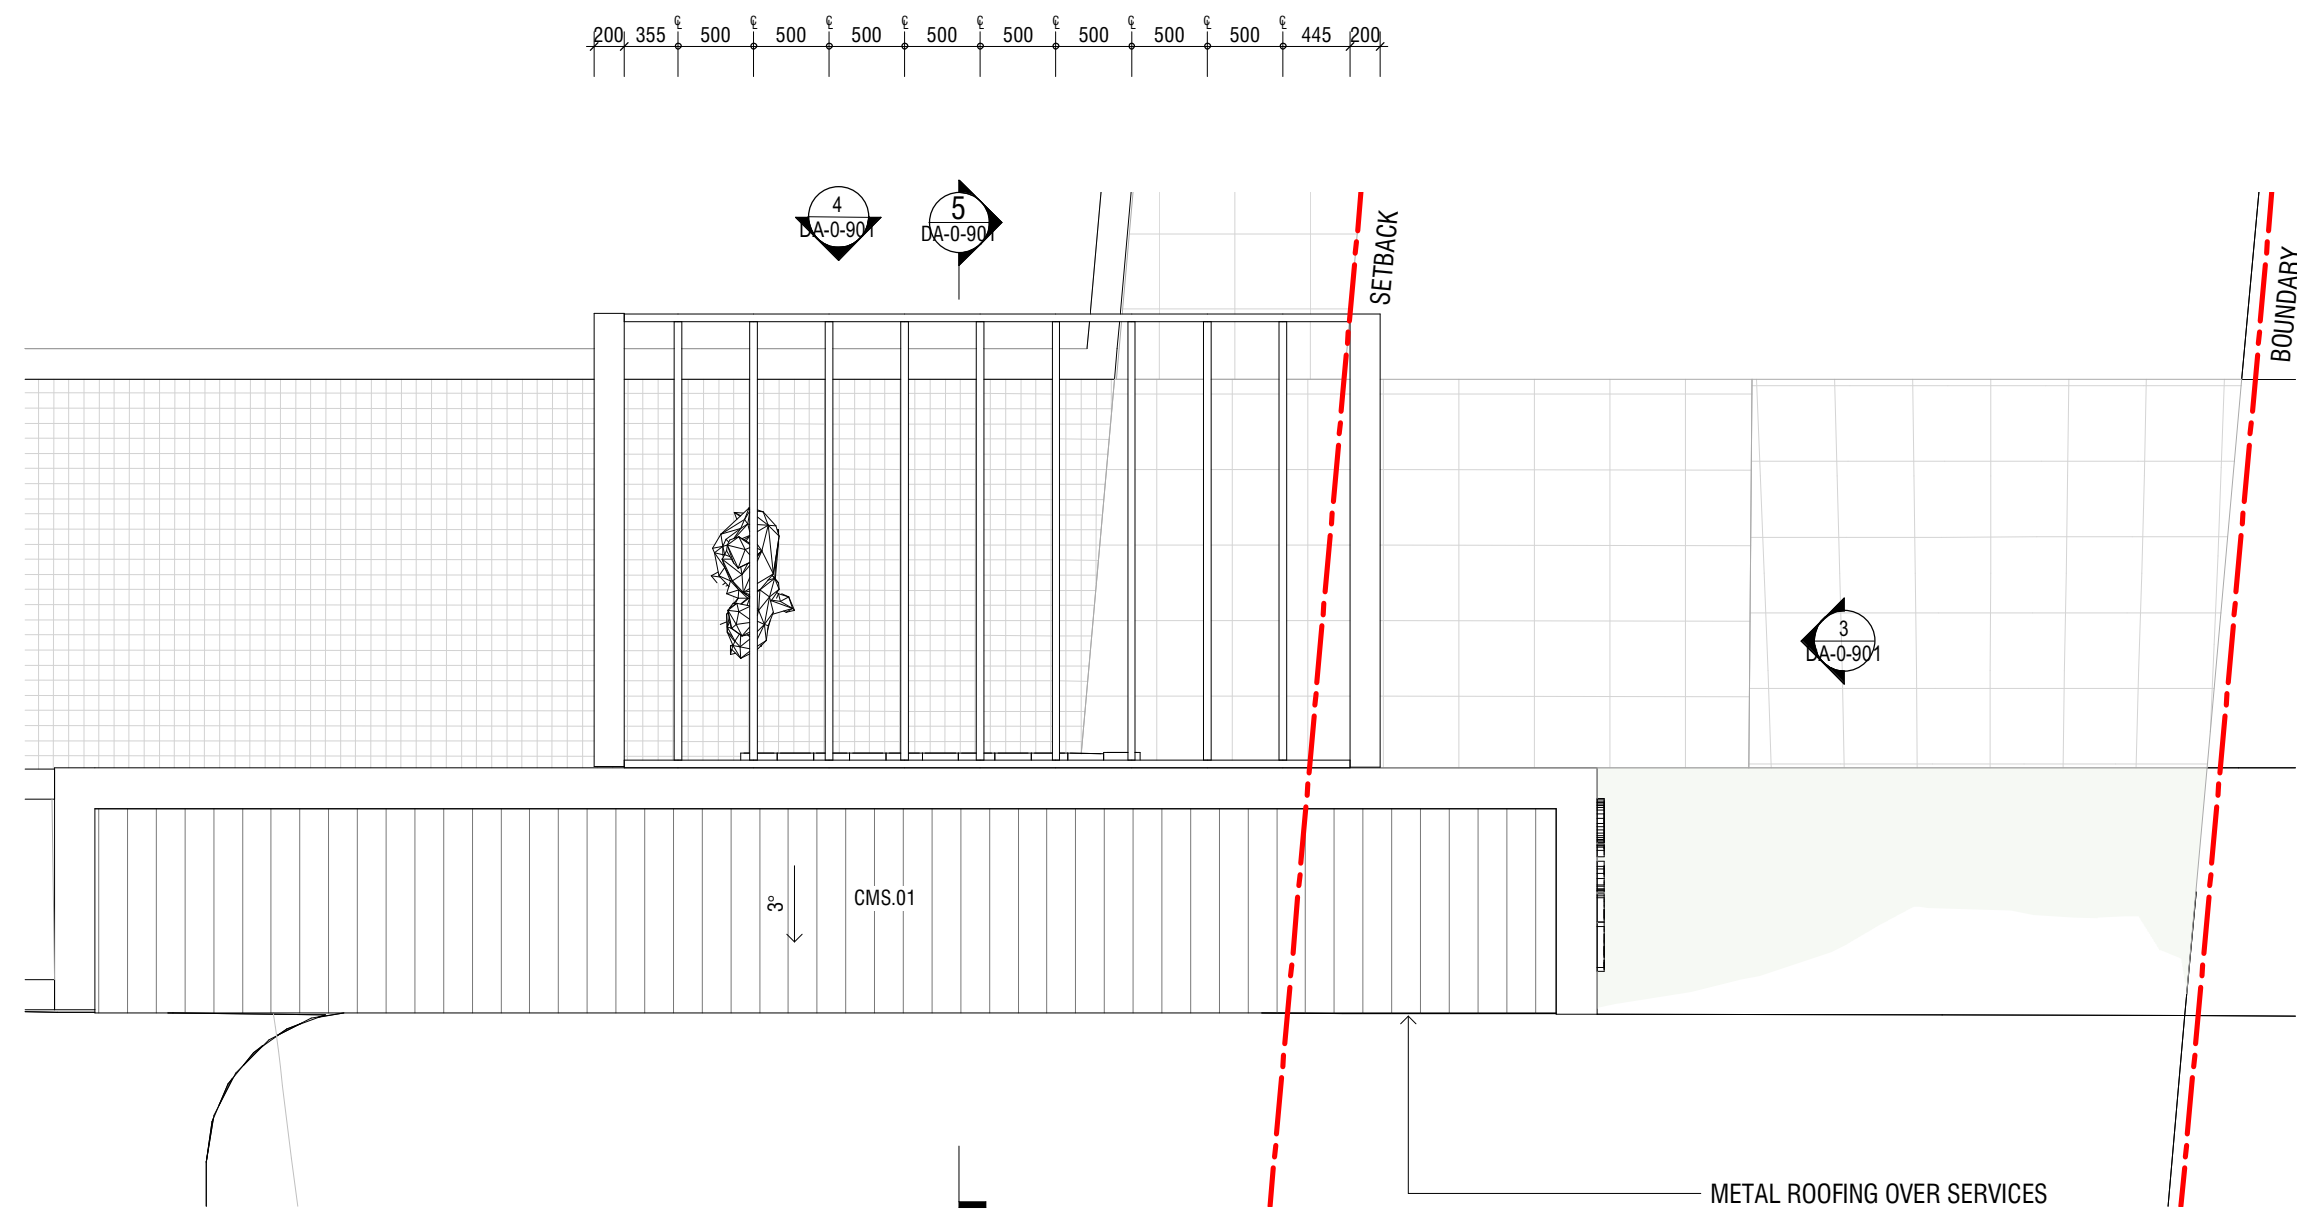 ℄ ℄ ℄ ℄ ℄ ℄ ℄ ℄ ℄
200 355 500 500 500 500 500 500 500 500 445 200
4
DA-0-901
5
DA-0-901
SETBACK
BOUNDARY
3
DA-0-901
3°
CMS.01
METAL ROOFING OVER SERVICES